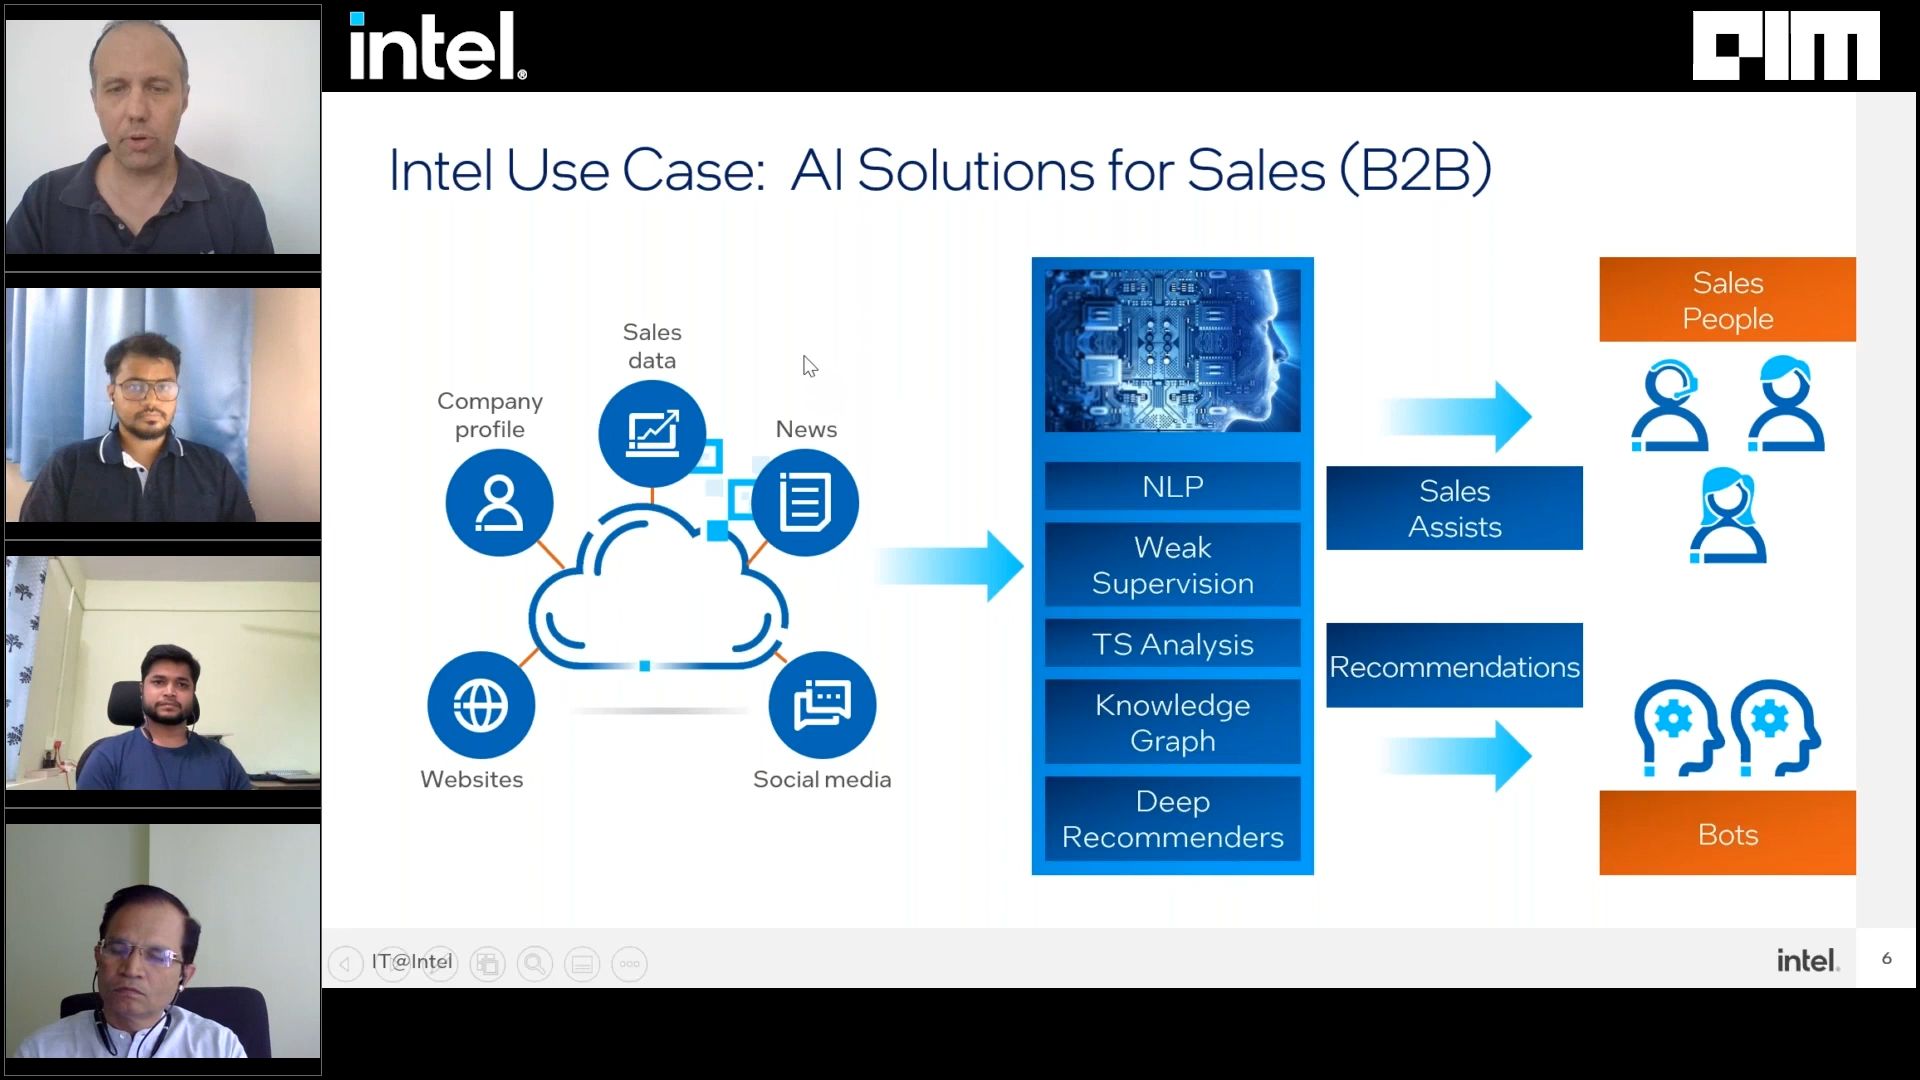 intel®
AIM
Intel Use Case: AI Solutions for Sales (B2B)
Sales
data
Company
profile
News
Websites
Social media
NLP
Weak
Supervision
TS Analysis
Knowledge
Graph
Deep
Recommenders
Sales
Assists
Recommendations
Sales
People
Bots
IT@Intel
intel.
6